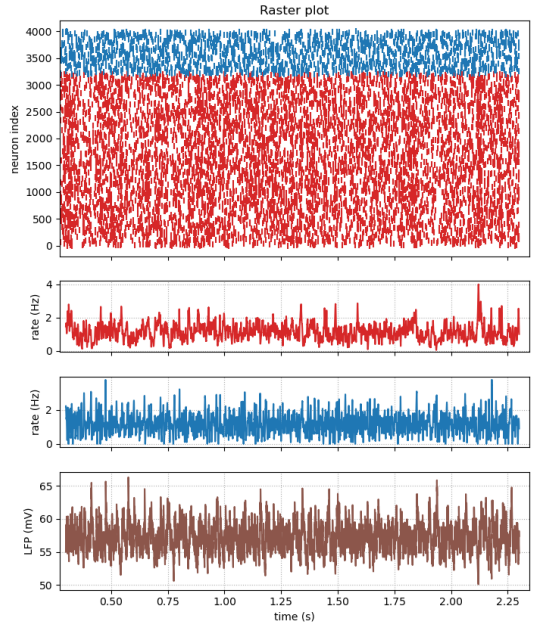 Raster plot
4000
3500
3000
2500
2000
1500
1000
500
0
neuron index
4
2
0
rate (Hz)
2
0
rate (Hz)
65
60
55
50
LFP (mV)
0.50 0.75 1.00 1.25 1.50 1.75 2.00 2.25
time (s)